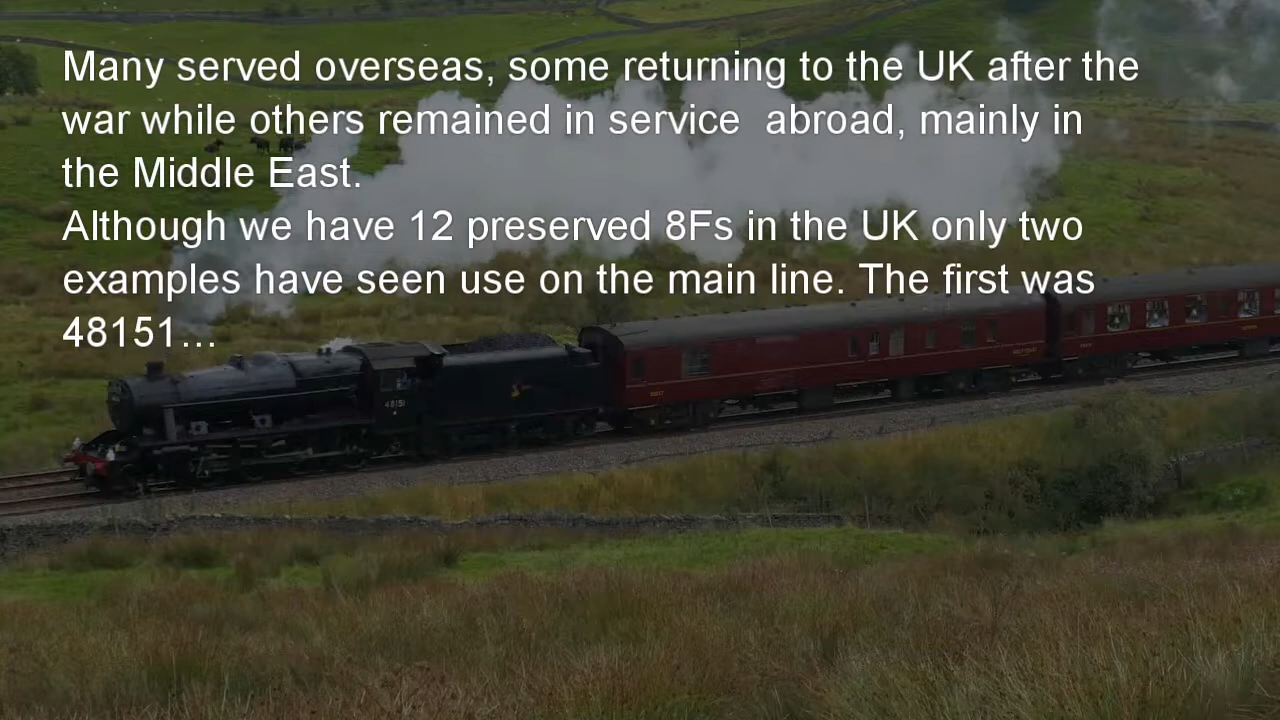 Many served overseas, some returning to the UK after the
war while others remained in service  abroad, mainly in
the Middle East.
Although we have 12 preserved 8Fs in the UK only two
examples have seen use on the main line. The first was
48151...
48151